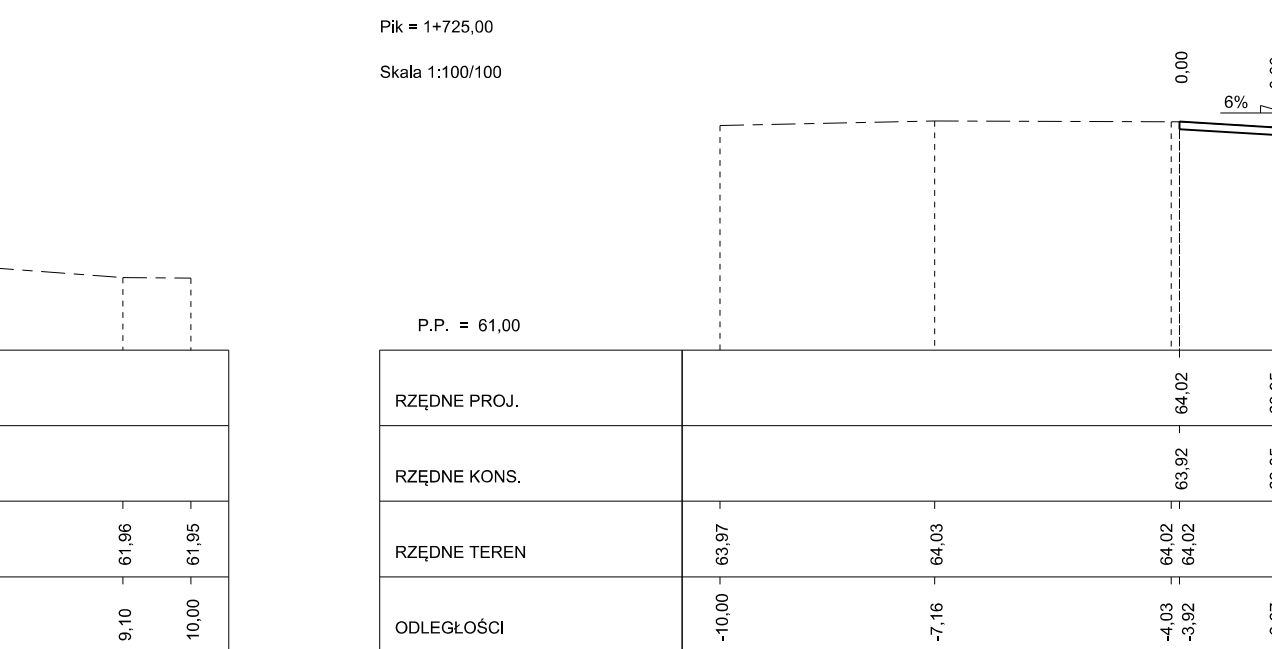 Pik = 1+725,00
Skala 1:100/100
0,00
6%
P.P. = 61,00
RZĘDNE PROJ.
64,02
RZĘDNE KONS.
63,92
61,96
61,95
RZĘDNE TEREN
63,97
64,03
64,02
64,02
9,10
10,00
ODLEGŁOŚCI
-10,00
-7,16
-4,03
-3,92